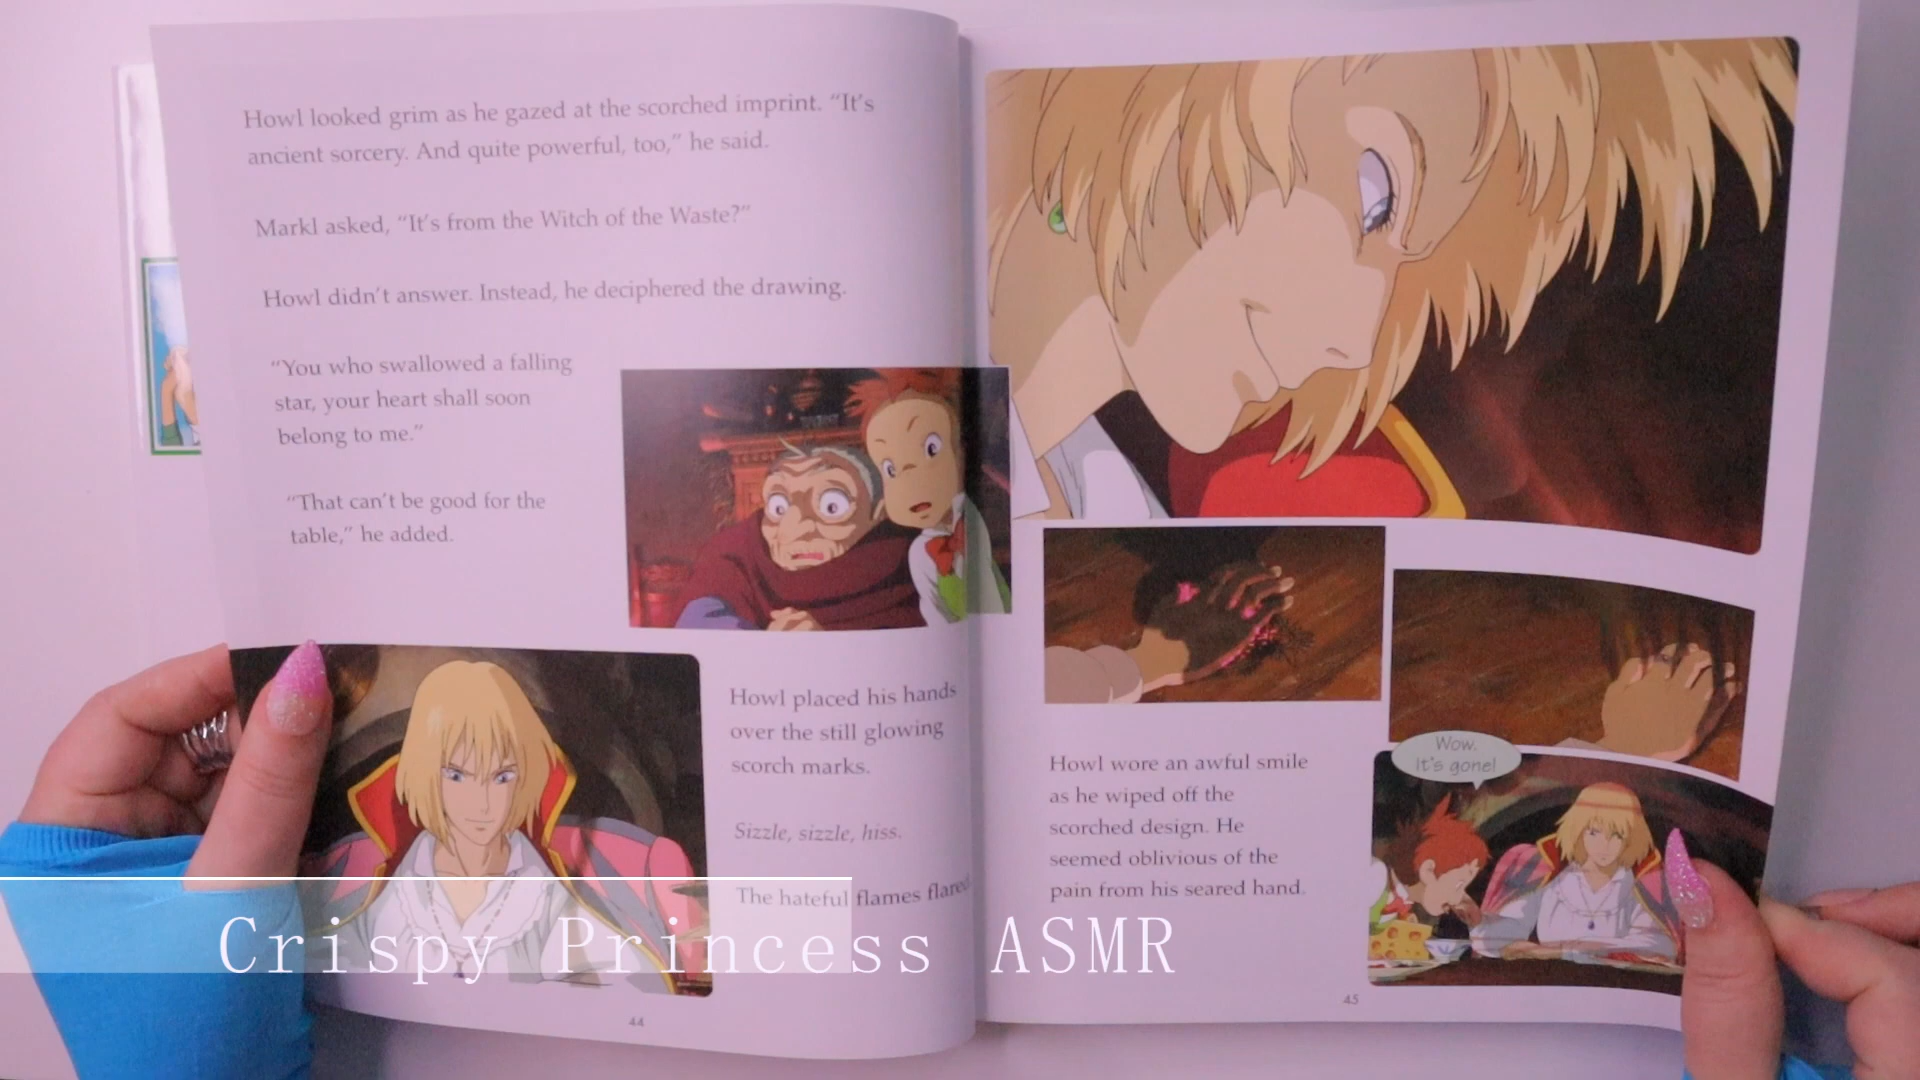 Howl looked grim as he gazed at the scorched imprint. “It’s
ancient sorcery. And quite powerful, too,” he said.
Markl asked, “It’s from the Witch of the Waste?”
Howl didn’t answer. Instead, he deciphered the drawing.
“You who swallowed a falling
star, your heart shall soon
belong to me.”
“That can’t be good for the
table,” he added.
Howl placed his hands
over the still glowing
scorch marks.
Sizzle, sizzle, hiss.
The hateful flames flared.
44
Howl wore an awful smile
as he wiped off the
scorched design. He
seemed oblivious of the
pain from his seared hand.
Wow.
It’s gone!
45
Crispy Princess ASMR